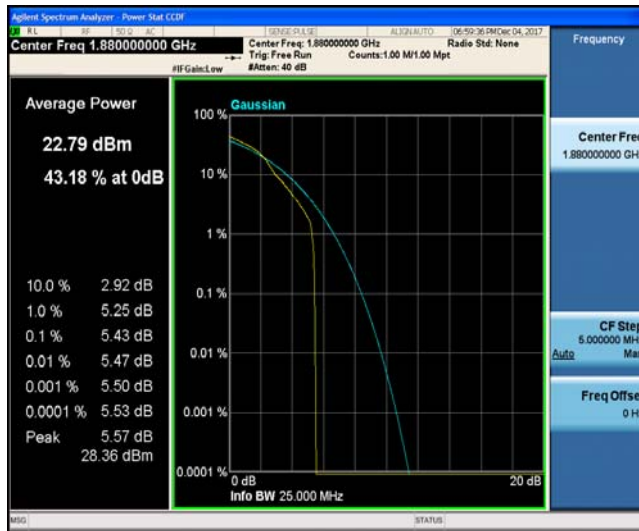 Agilent Spectrum Analyzer - Power Stat CCDF
RL RF 50 Ω AC SENSE:PULSE ALIGN AUTO 06:59:36 PM Dec 04, 2017
Center Freq 1.880000000 GHz
Center Freq: 1.880000000 GHz Radio Std: None
Trig: Free Run Counts:1.00 M/1.00 Mpt
#IFGain:Low #Atten: 40 dB
Frequency
Average Power
22.79 dBm
43.18 % at 0dB
10.0 % 2.92 dB
1.0 % 5.25 dB
0.1 % 5.43 dB
0.01 % 5.47 dB
0.001 % 5.50 dB
0.0001 % 5.53 dB
Peak 5.57 dB
28.36 dBm
Gaussian
100 %
10 %
1 %
0.1 %
0.01 %
0.001 %
0.0001 %
0 dB 20 dB
Info BW 25.000 MHz
Center Fre
1.880000000 GH
CF Step
5.000000 MH
Auto Ma
Freq Offse
0 H
MSG STATUS